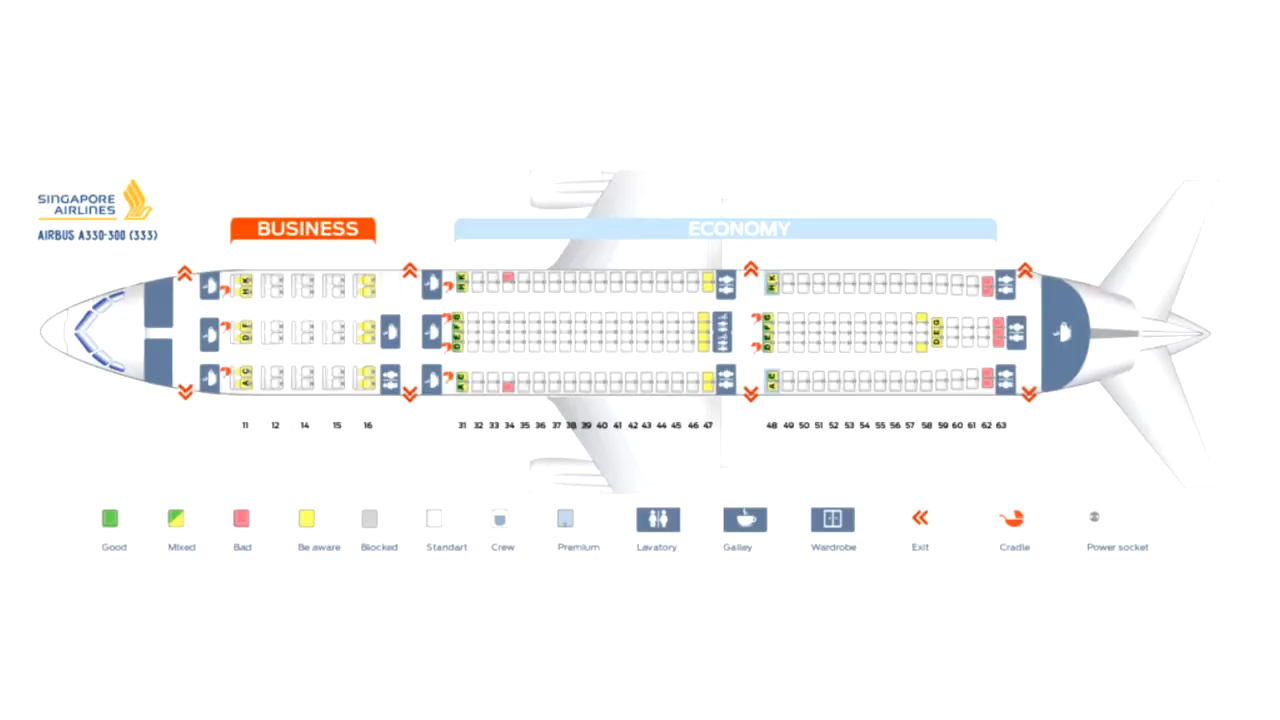 SINGAPORE
AIRLINES
AIRBUS A330-300 (333)
BUSINESS
ECONOMY
H K
H K
H K
D F
D E F G
D E F G
D E G
A C
A C
A C
11 12 14 15 16 31 32 33 34 35 36 37 38 39 40 41 42 43 44 45 46 47 48 49 50 51 52 53 54 55 56 57 58 59 60 61 62 63
Good Mixed Bad Be aware Blocked Standart Crew Premium Lavatory Galley Wardrobe Exit Cradle Power socket